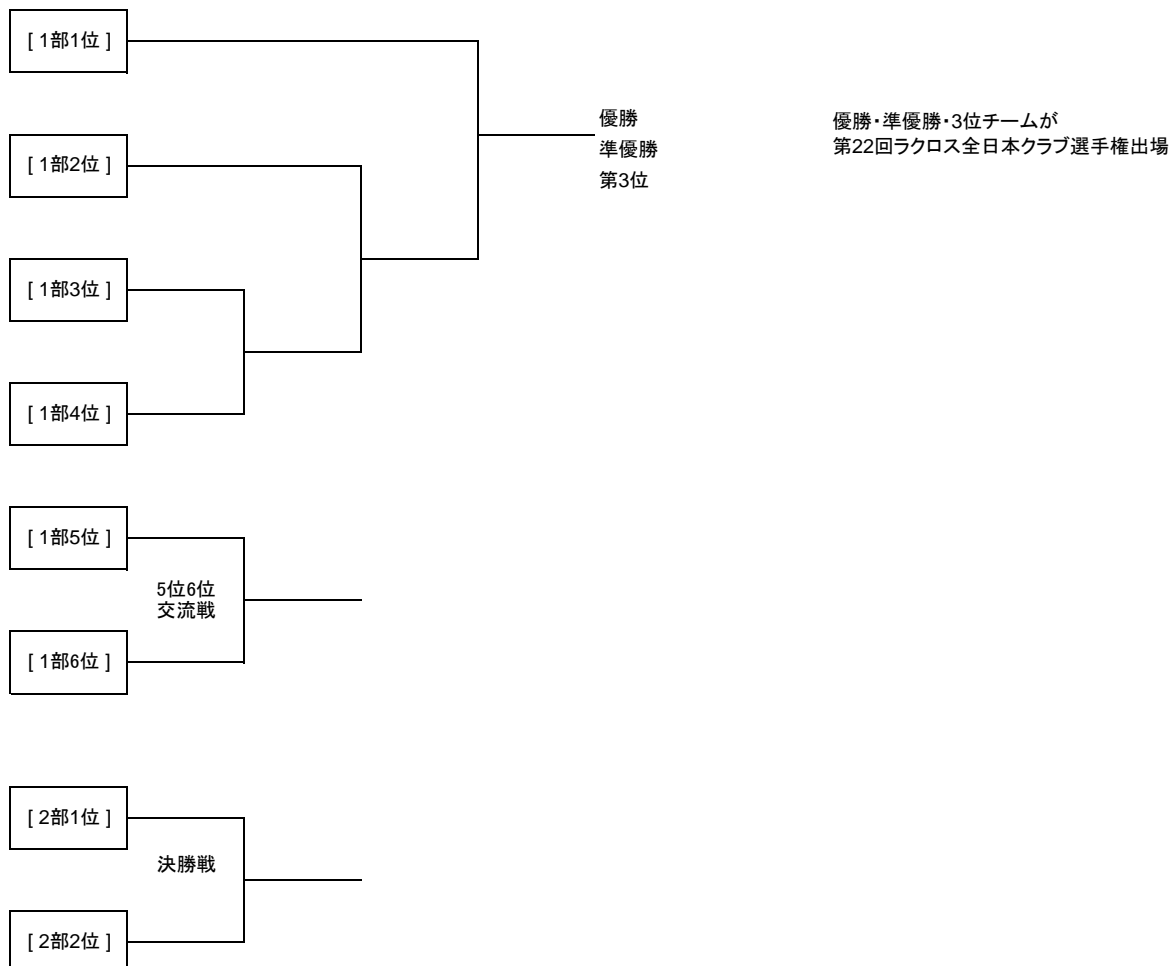 [ 1部1位 ]
優勝
準優勝
第3位
優勝・準優勝・3位チームが
第22回ラクロス全日本クラブ選手権出場
[ 1部2位 ]
[ 1部3位 ]
[ 1部4位 ]
[ 1部5位 ]
5位6位
交流戦
[ 1部6位 ]
[ 2部1位 ]
決勝戦
[ 2部2位 ]